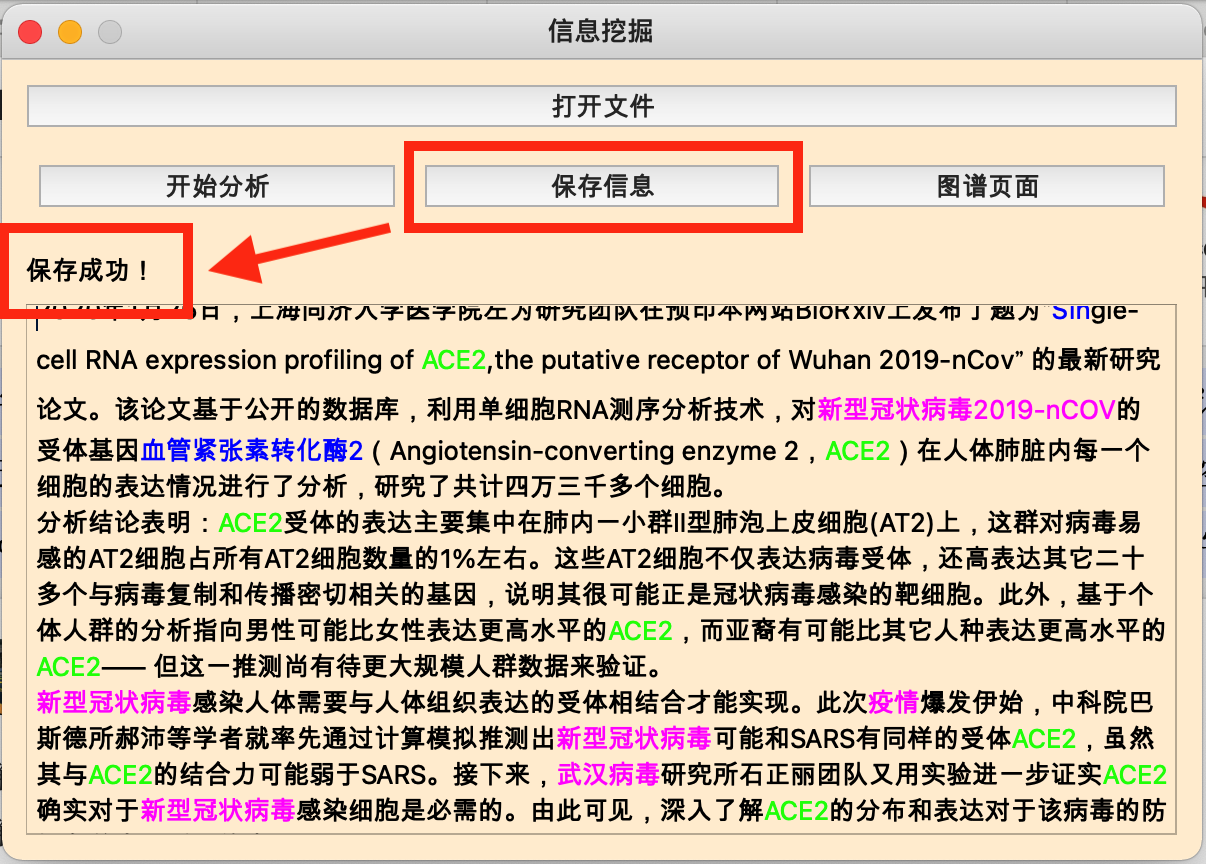 信息挖掘
打开文件
开始分析 保存信息 图谱页面
保存成功！
日，上海同济大学医学院左为研究团队在预印本网站BioRxiv上发布了题为“Single-
cell RNA expression profiling of ACE2,the putative receptor of Wuhan 2019-nCov” 的最新研究
论文。该论文基于公开的数据库，利用单细胞RNA测序分析技术，对新型冠状病毒2019-nCOV的
受体基因血管紧张素转化酶2（Angiotensin-converting enzyme 2，ACE2）在人体肺脏内每一个
细胞的表达情况进行了分析，研究了共计四万三千多个细胞。
分析结论表明：ACE2受体的表达主要集中在肺内一小群II型肺泡上皮细胞(AT2)上，这群对病毒易
感的AT2细胞占所有AT2细胞数量的1%左右。这些AT2细胞不仅表达病毒受体，还高表达其它二十
多个与病毒复制和传播密切相关的基因，说明其很可能正是冠状病毒感染的靶细胞。此外，基于个
体人群的分析指向男性可能比女性表达更高水平的ACE2，而亚裔有可能比其它人种表达更高水平的
ACE2—— 但这一推测尚有待更大规模人群数据来验证。
新型冠状病毒感染人体需要与人体组织表达的受体相结合才能实现。此次疫情爆发伊始，中科院巴
斯德所郝沛等学者就率先通过计算模拟推测出新型冠状病毒可能和SARS有同样的受体ACE2，虽然
其与ACE2的结合力可能弱于SARS。接下来，武汉病毒研究所石正丽团队又用实验进一步证实ACE2
确实对于新型冠状病毒感染细胞是必需的。由此可见，深入了解ACE2的分布和表达对于该病毒的防